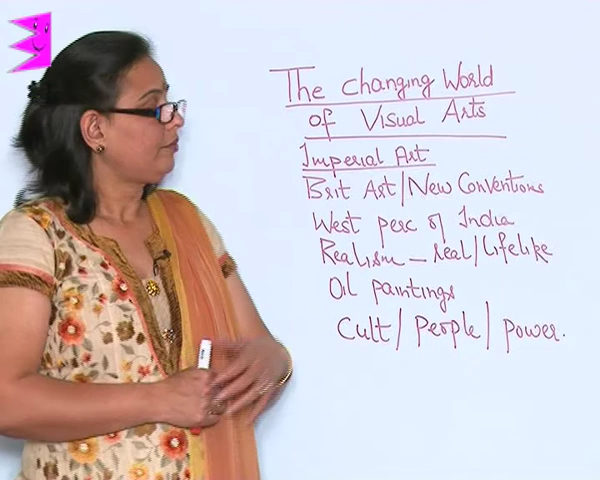 The changing World
of Visual Arts
Imperial Art
Brit Art/New Conventions
West perc of India
Realism – real/lifelike
Oil paintings
Cult/People/power.